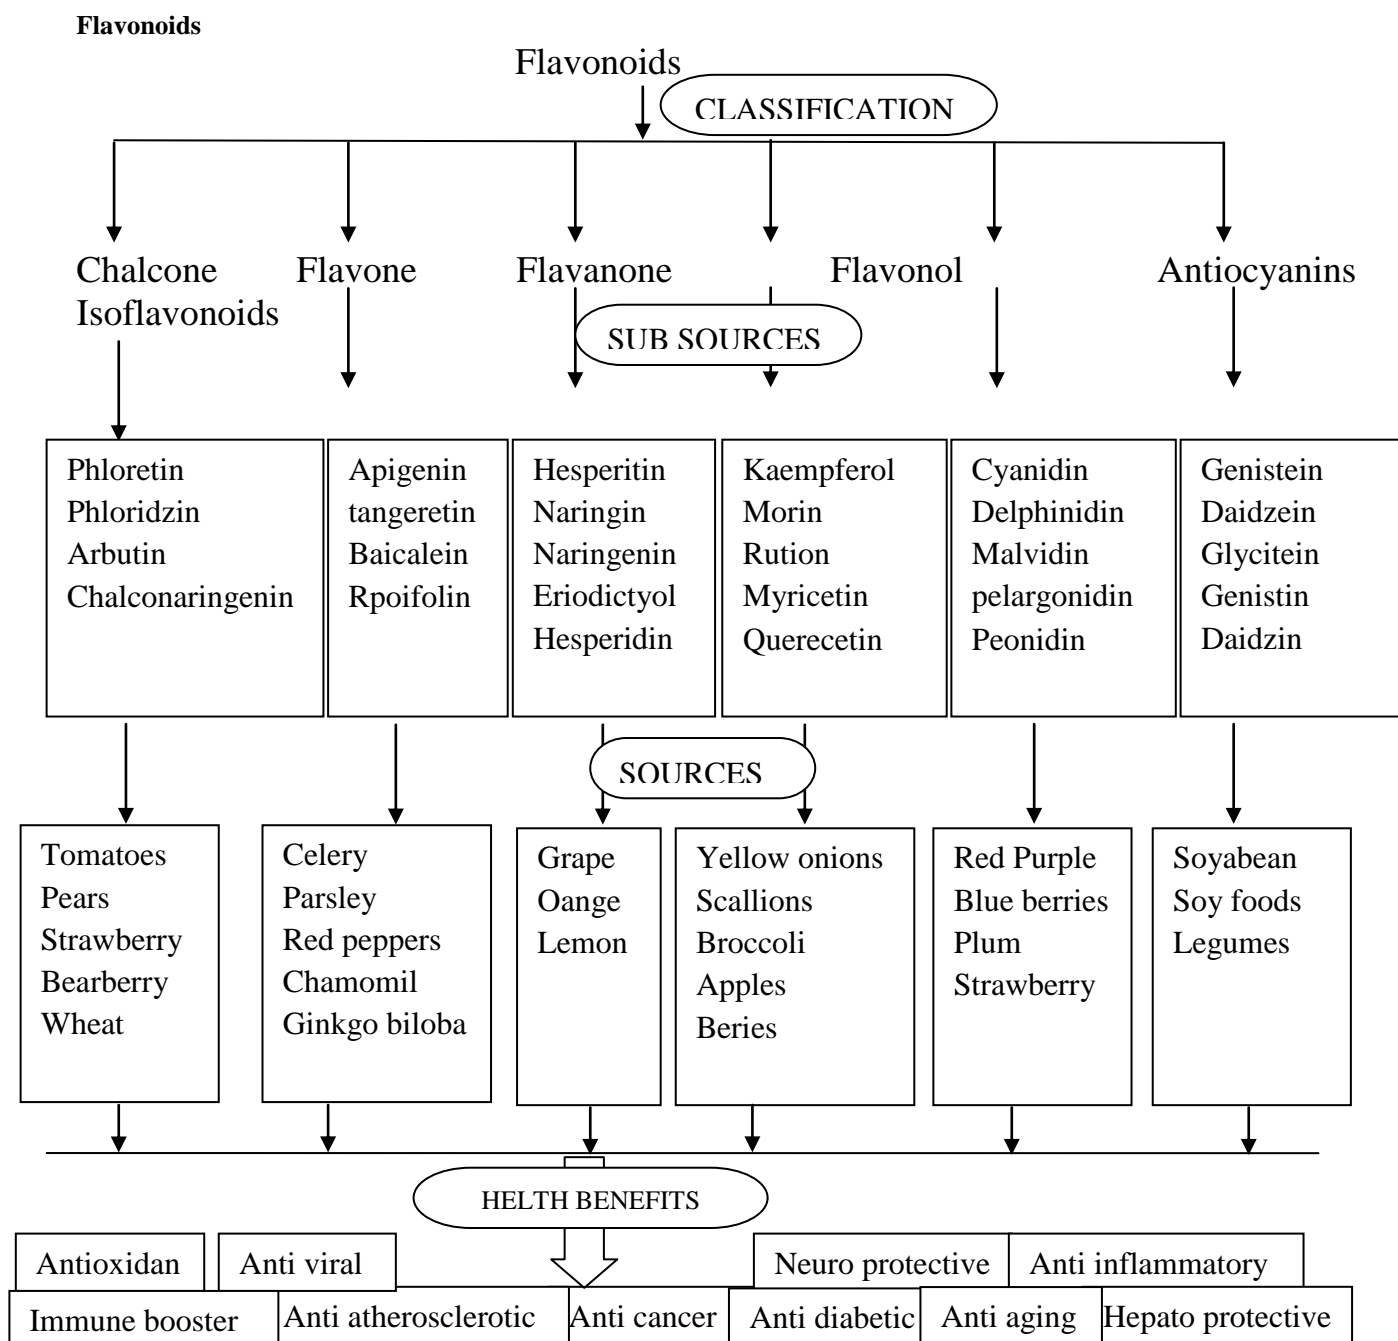 Flavonoids
Flavonoids
CLASSIFICATION
Chalcone
Isoflavonoids
Flavone
Flavanone
Flavonol
Antiocyanins
SUB SOURCES
Phloretin
Phloridzin
Arbutin
Chalconaringenin
Apigenin
tangeretin
Baicalein
Rpoifolin
Hesperitin
Naringin
Naringenin
Eriodictyol
Hesperidin
Kaempferol
Morin
Rution
Myricetin
Querecetin
Cyanidin
Delphinidin
Malvidin
pelargonidin
Peonidin
Genistein
Daidzein
Glycitein
Genistin
Daidzin
SOURCES
Tomatoes
Pears
Strawberry
Bearberry
Wheat
Celery
Parsley
Red peppers
Chamomil
Ginkgo biloba
Grape
Oange
Lemon
Yellow onions
Scallions
Broccoli
Apples
Beries
Red Purple
Blue berries
Plum
Strawberry
Soyabean
Soy foods
Legumes
HELTH BENEFITS
Antioxidan
Anti viral
Neuro protective
Anti inflammatory
Immune booster
Anti atherosclerotic
Anti cancer
Anti diabetic
Anti aging
Hepato protective